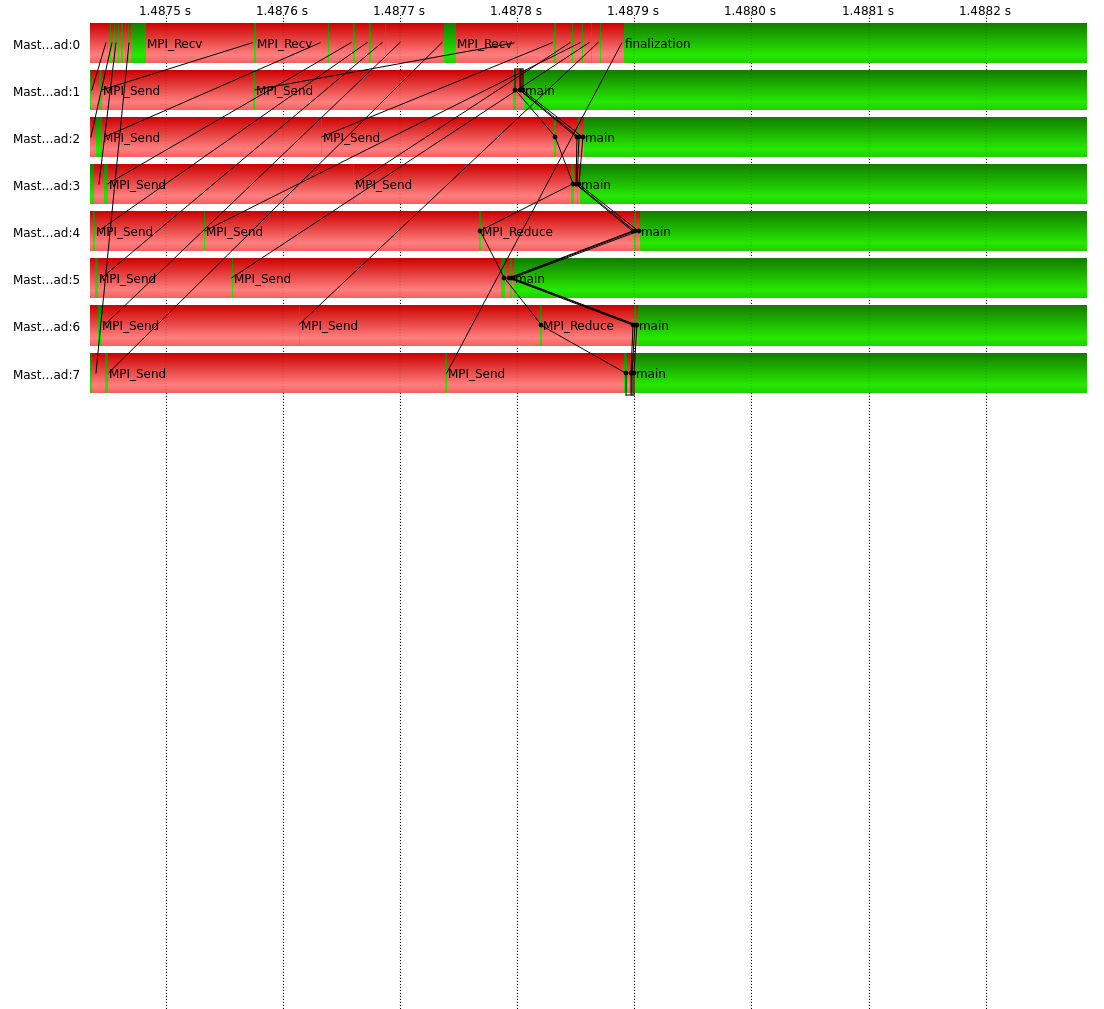 1.4875 s 1.4876 s 1.4877 s 1.4878 s 1.4879 s 1.4880 s 1.4881 s 1.4882 s
Mast...ad:0 MPI_Recv MPI_Recv MPI_Recv finalization
Mast...ad:1 MPI_Send MPI_Send main
Mast...ad:2 MPI_Send MPI_Send main
Mast...ad:3 MPI_Send MPI_Send main
Mast...ad:4 MPI_Send MPI_Send MPI_Reduce main
Mast...ad:5 MPI_Send MPI_Send main
Mast...ad:6 MPI_Send MPI_Send MPI_Reduce main
Mast...ad:7 MPI_Send MPI_Send main